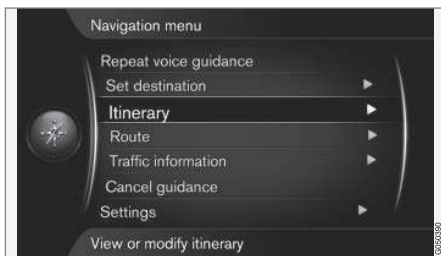 Navigation menu
Repeat voice guidance
Set destination
Itinerary
Route
Traffic information
Cancel guidance
Settings
View or modify itinerary
G050390